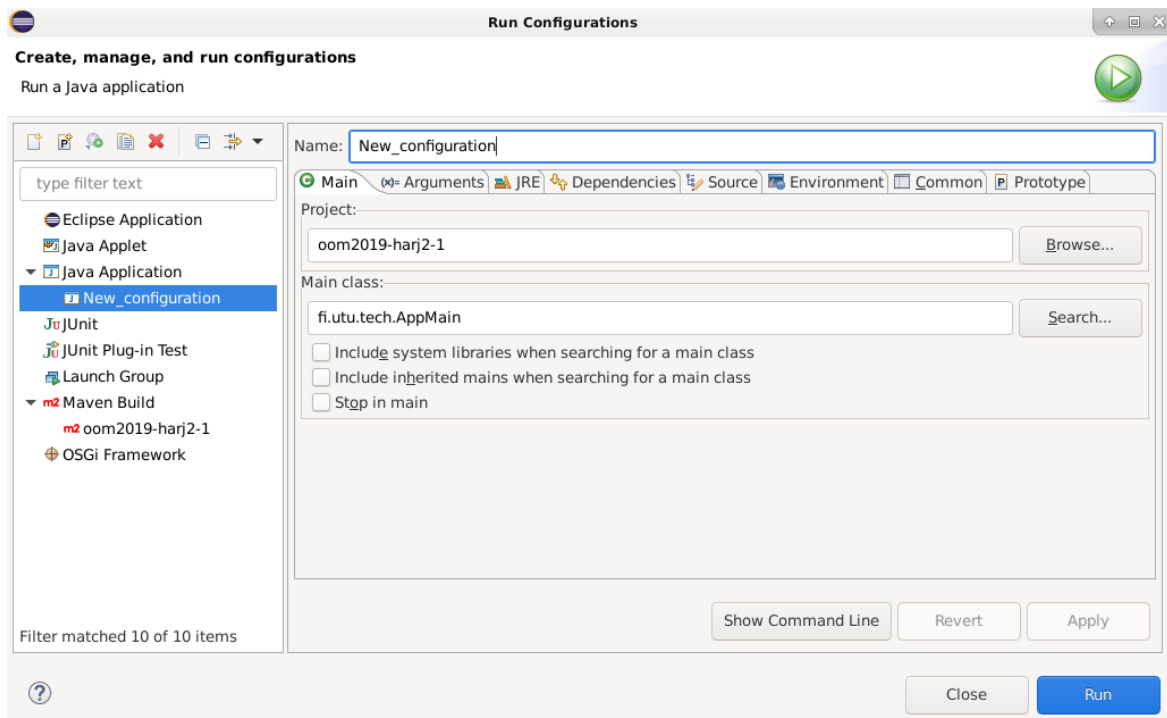 Run Configurations
Create, manage, and run configurations
Run a Java application
type filter text
Eclipse Application
Java Applet
Java Application
New_configuration
Ju JUnit
Jü JUnit Plug-in Test
Launch Group
m2 Maven Build
m2 oom2019-harj2-1
OSGi Framework
Filter matched 10 of 10 items
Name: New_configuration
Main (x)= Arguments JRE Dependencies Source Environment Common P Prototype
Project:
oom2019-harj2-1 Browse...
Main class:
fi.utu.tech.AppMain Search...
Include system libraries when searching for a main class
Include inherited mains when searching for a main class
Stop in main
Show Command Line Revert Apply
? Close Run